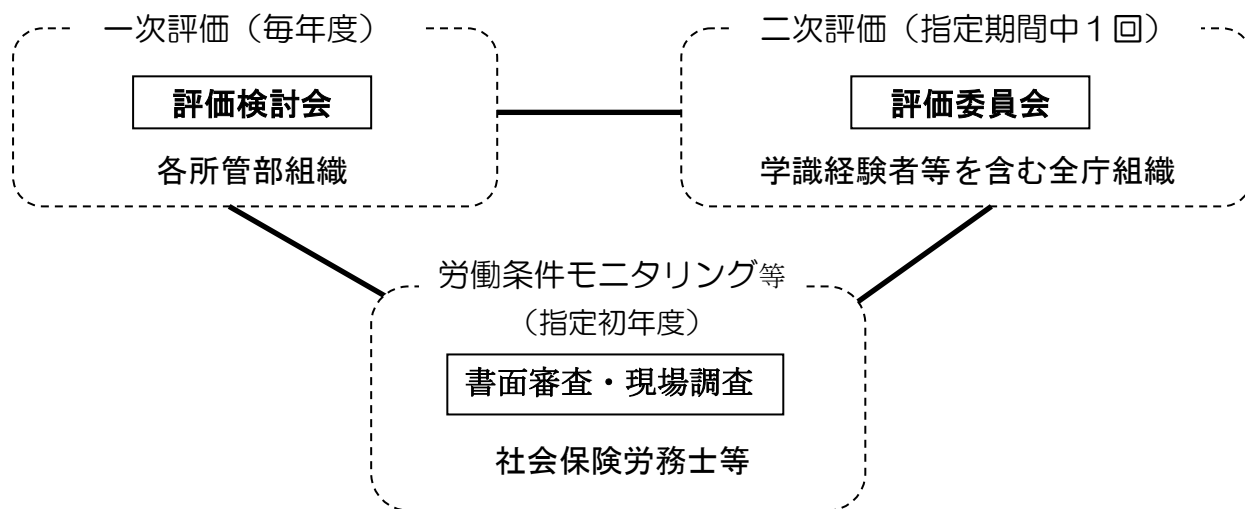 一次評価（毎年度）
評価検討会
各所管部組織
二次評価（指定期間中１回）
評価委員会
学識経験者等を含む全庁組織
労働条件モニタリング等
（指定初年度）
書面審査・現場調査
社会保険労務士等